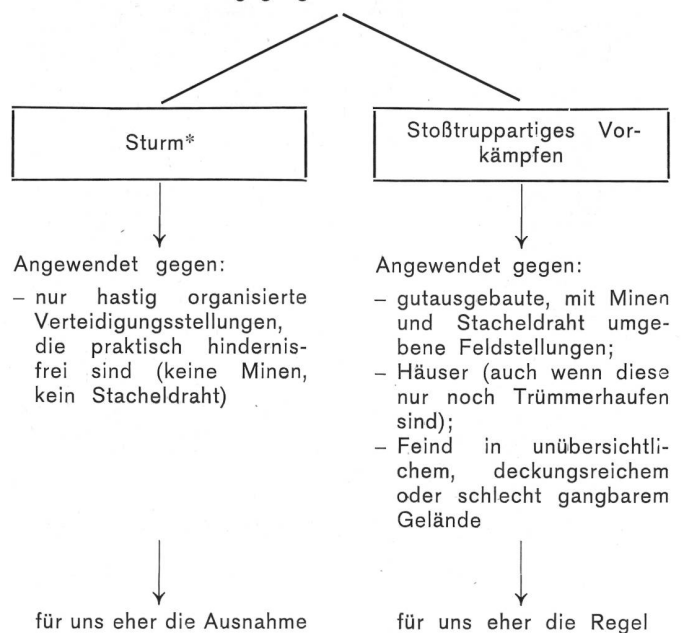 Sturm*
Stoßtruppartiges Vor-
kämpfen
Angewendet gegen:
– nur hastig organisierte
Verteidigungsstellungen,
die praktisch hindernis-
frei sind (keine Minen,
kein Stacheldraht)
für uns eher die Ausnahme
Angewendet gegen:
– gutausgebaute, mit Minen
und Stacheldraht umge-
bene Feldstellungen;
– Häuser (auch wenn diese
nur noch Trümmerhaufen
sind);
– Feind in unübersichtli-
chem, deckungsreichem
oder schlecht gangbarem
Gelände
für uns eher die Regel